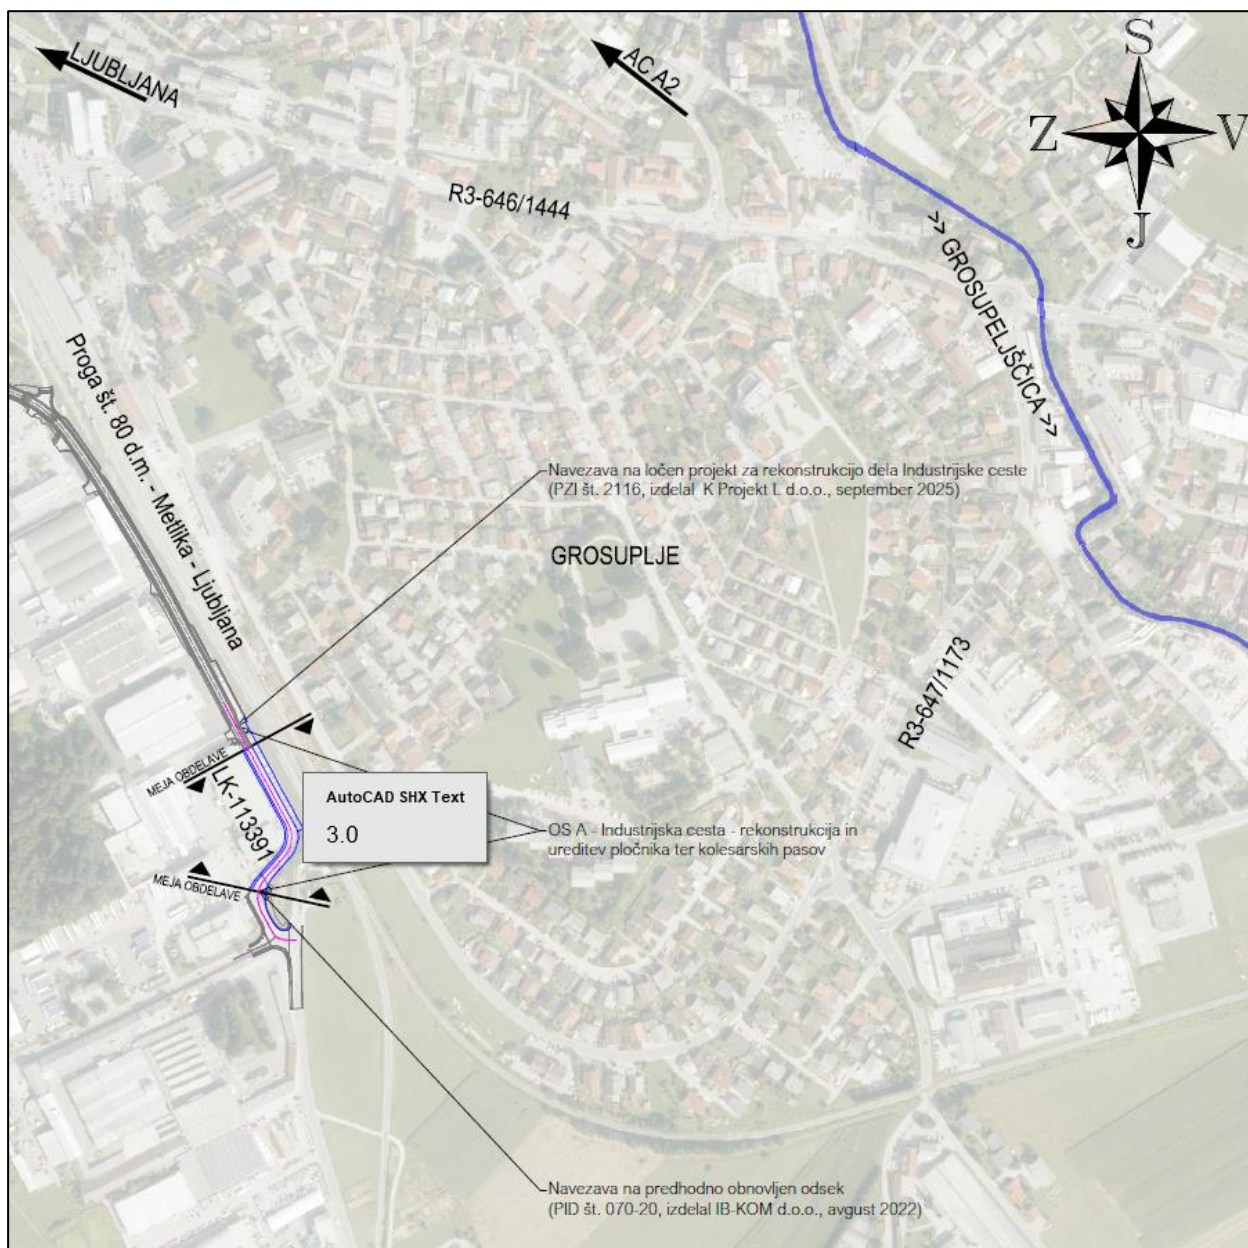 LJUBLJANA
AC A2
S
Z
V
J
R3-646/1444
>> GROSUPELJŠČICA >>
Proga št. 80 d.m. - Metlika - Ljubljana
Navezava na ločen projekt za rekonstrukcijo dela Industrijske ceste
(PZI št. 2116, izdelal K Projekt L d.o.o., september 2025)
GROSUPLJE
R3-647/1173
MEJA OBDELAVE
LK-113391
AutoCAD SHX Text
3.0
OS A - Industrijska cesta - rekonstrukcija in
ureditev pločnika ter kolesarskih pasov
MEJA OBDELAVE
Navezava na predhodno obnovljen odsek
(PID št. 070-20, izdelal IB-KOM d.o.o., avgust 2022)